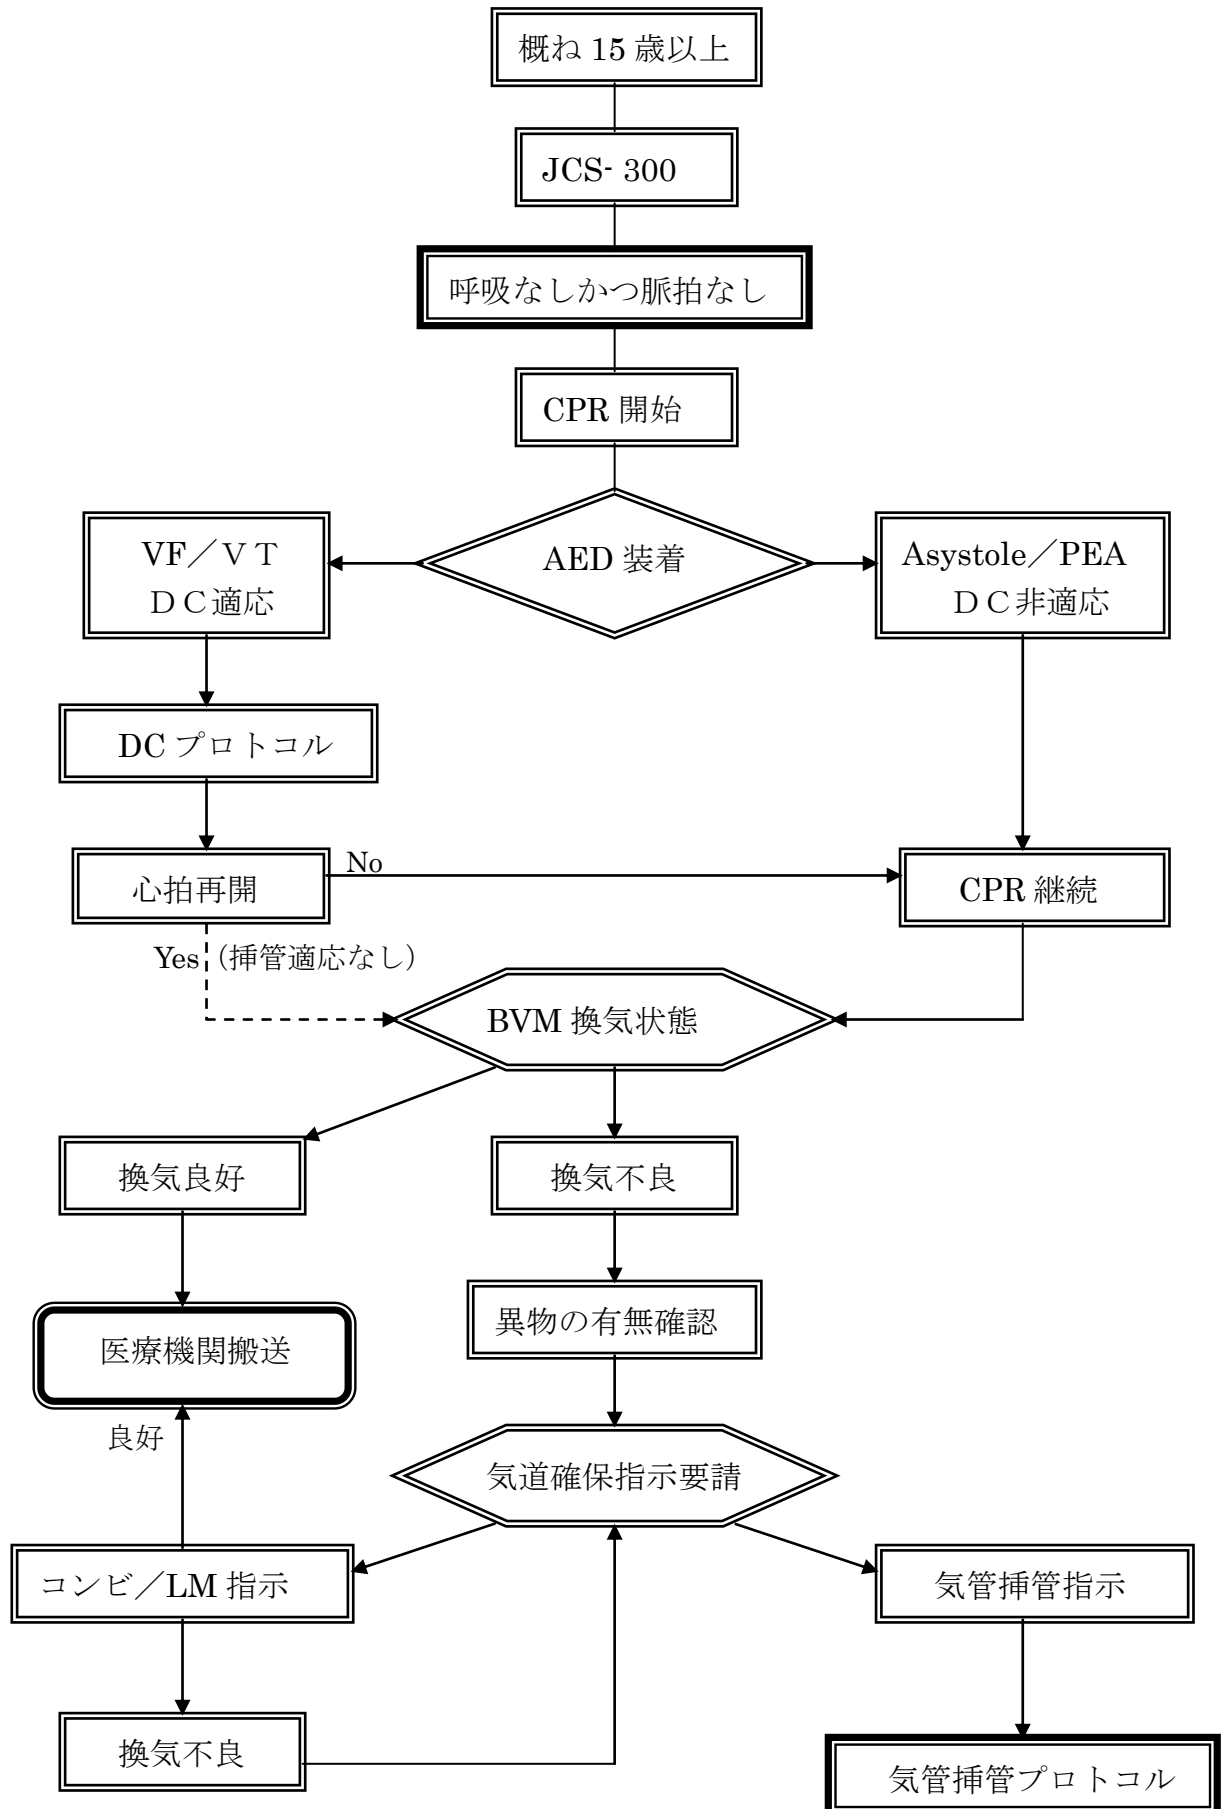 概ね 15 歳以上
JCS- 300
呼吸なしかつ脈拍なし
CPR 開始
AED 装着
VF／ＶＴ
ＤＣ適応
Asystole／PEA
ＤＣ非適応
DC プロトコル
心拍再開
No
CPR 継続
Yes（挿管適応なし）
BVM 換気状態
換気良好
換気不良
医療機関搬送
異物の有無確認
良好
気道確保指示要請
コンビ／LM 指示
気管挿管指示
換気不良
気管挿管プロトコル